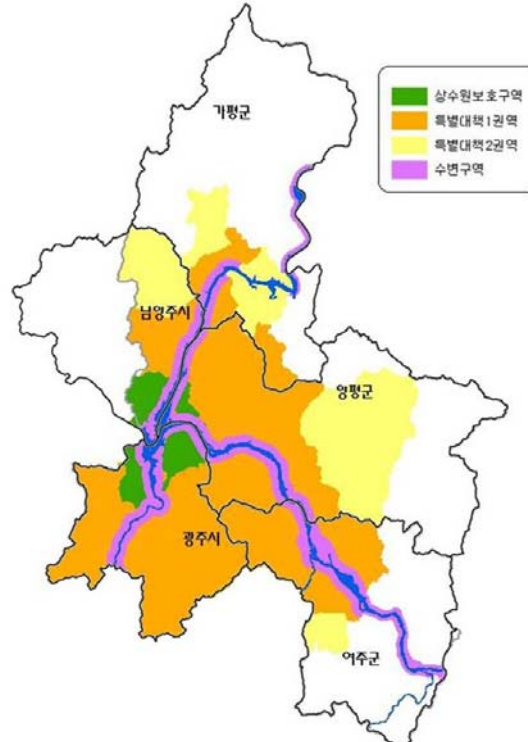 가평군
상수원보호구역
특별대책1권역
특별대책2권역
수변구역
남양주시
양평군
광주시
여주군